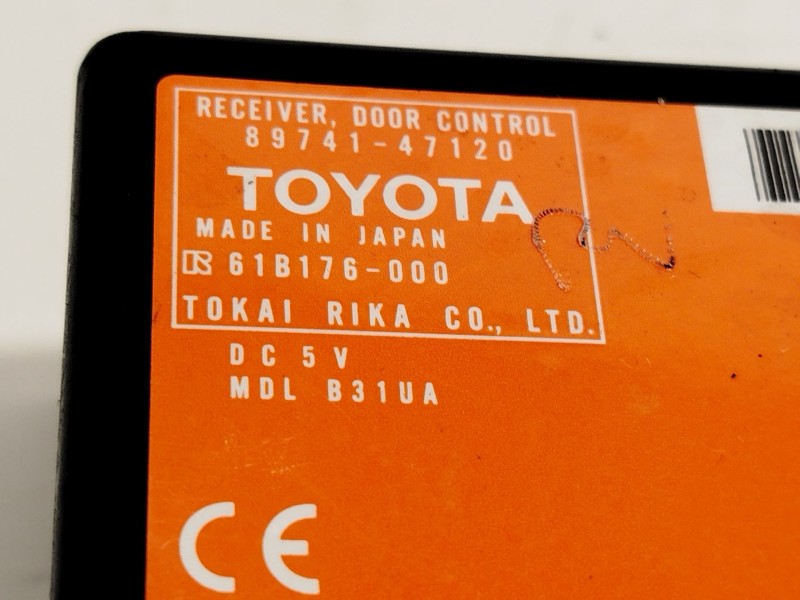 RECEIVER, DOOR CONTROL
89741-47120
TOYOTA
MADE IN JAPAN
R 61B176-000
TOKAI RIKA CO., LTD.
DC 5V
MDL B31UA
CE